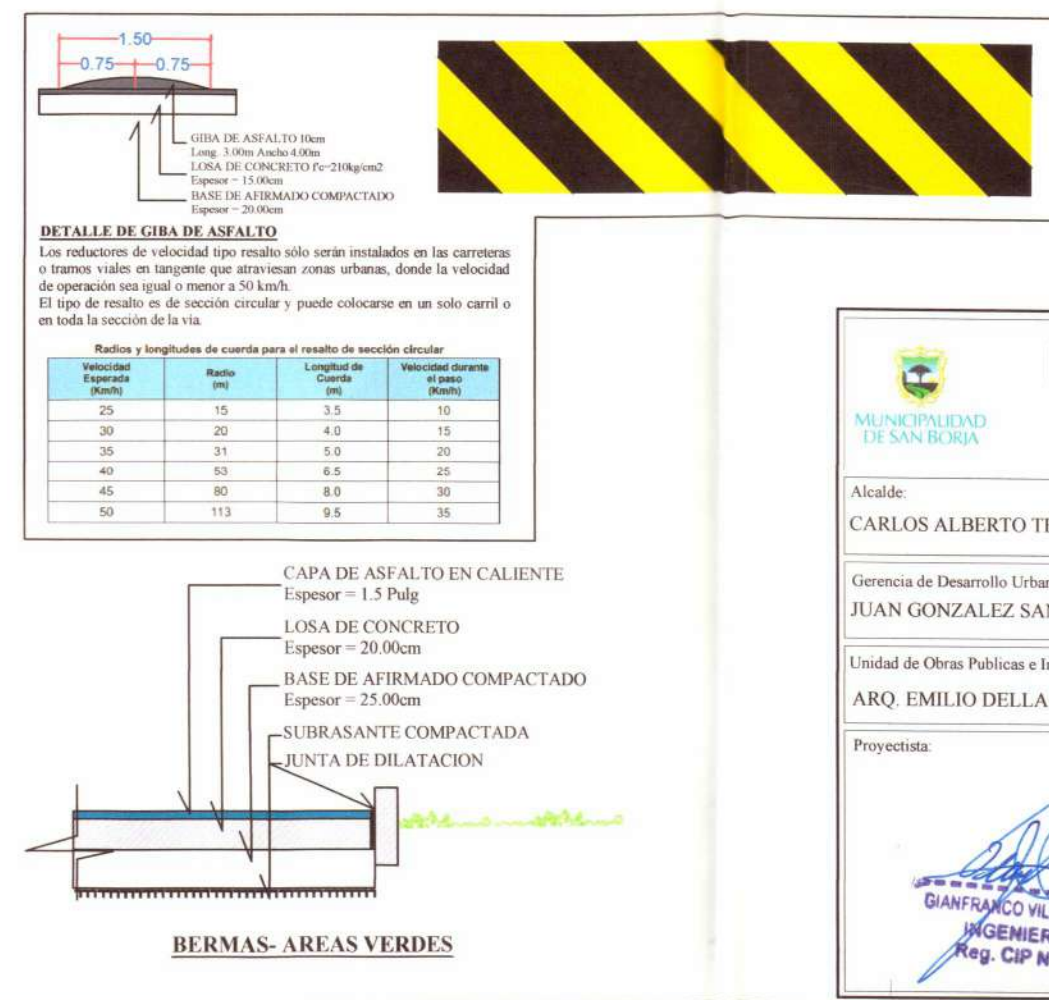 1.50
0.75 0.75
GIBA DE ASFALTO 10cm
Long. 3.00m Ancho 4.00m
LOSA DE CONCRETO f'c=210kg/cm2
Espesor = 15.00cm
BASE DE AFIRMADO COMPACTADO
Espesor = 20.00cm
DETALLE DE GIBA DE ASFALTO
Los reductores de velocidad tipo resalto sólo serán instalados en las carreteras
o tramos viales en tangente que atraviesan zonas urbanas, donde la velocidad
de operación sea igual o menor a 50 km/h.
El tipo de resalto es de sección circular y puede colocarse en un solo carril o
en toda la sección de la via.
Radios y longitudes de cuerda para el resalto de sección circular
Velocidad Esperada (Km/h) Radio (m) Longitud de Cuerda (m) Velocidad durante el paso (Km/h)
25 15 3.5 10
30 20 4.0 15
35 31 5.0 20
40 53 6.5 25
45 80 8.0 30
50 113 9.5 35
CAPA DE ASFALTO EN CALIENTE
Espesor = 1.5 Pulg
LOSA DE CONCRETO
Espesor = 20.00cm
BASE DE AFIRMADO COMPACTADO
Espesor = 25.00cm
SUBRASANTE COMPACTADA
JUNTA DE DILATACION
BERMAS- AREAS VERDES
MUNICIPALIDAD
DE SAN BORJA
Alcalde:
CARLOS ALBERTO TE
Gerencia de Desarrollo Urban
JUAN GONZALEZ SAN
Unidad de Obras Publicas e In
ARQ. EMILIO DELLA
Proyectista:
GIANFRANCO VIL
INGENIER
Reg. CIP N